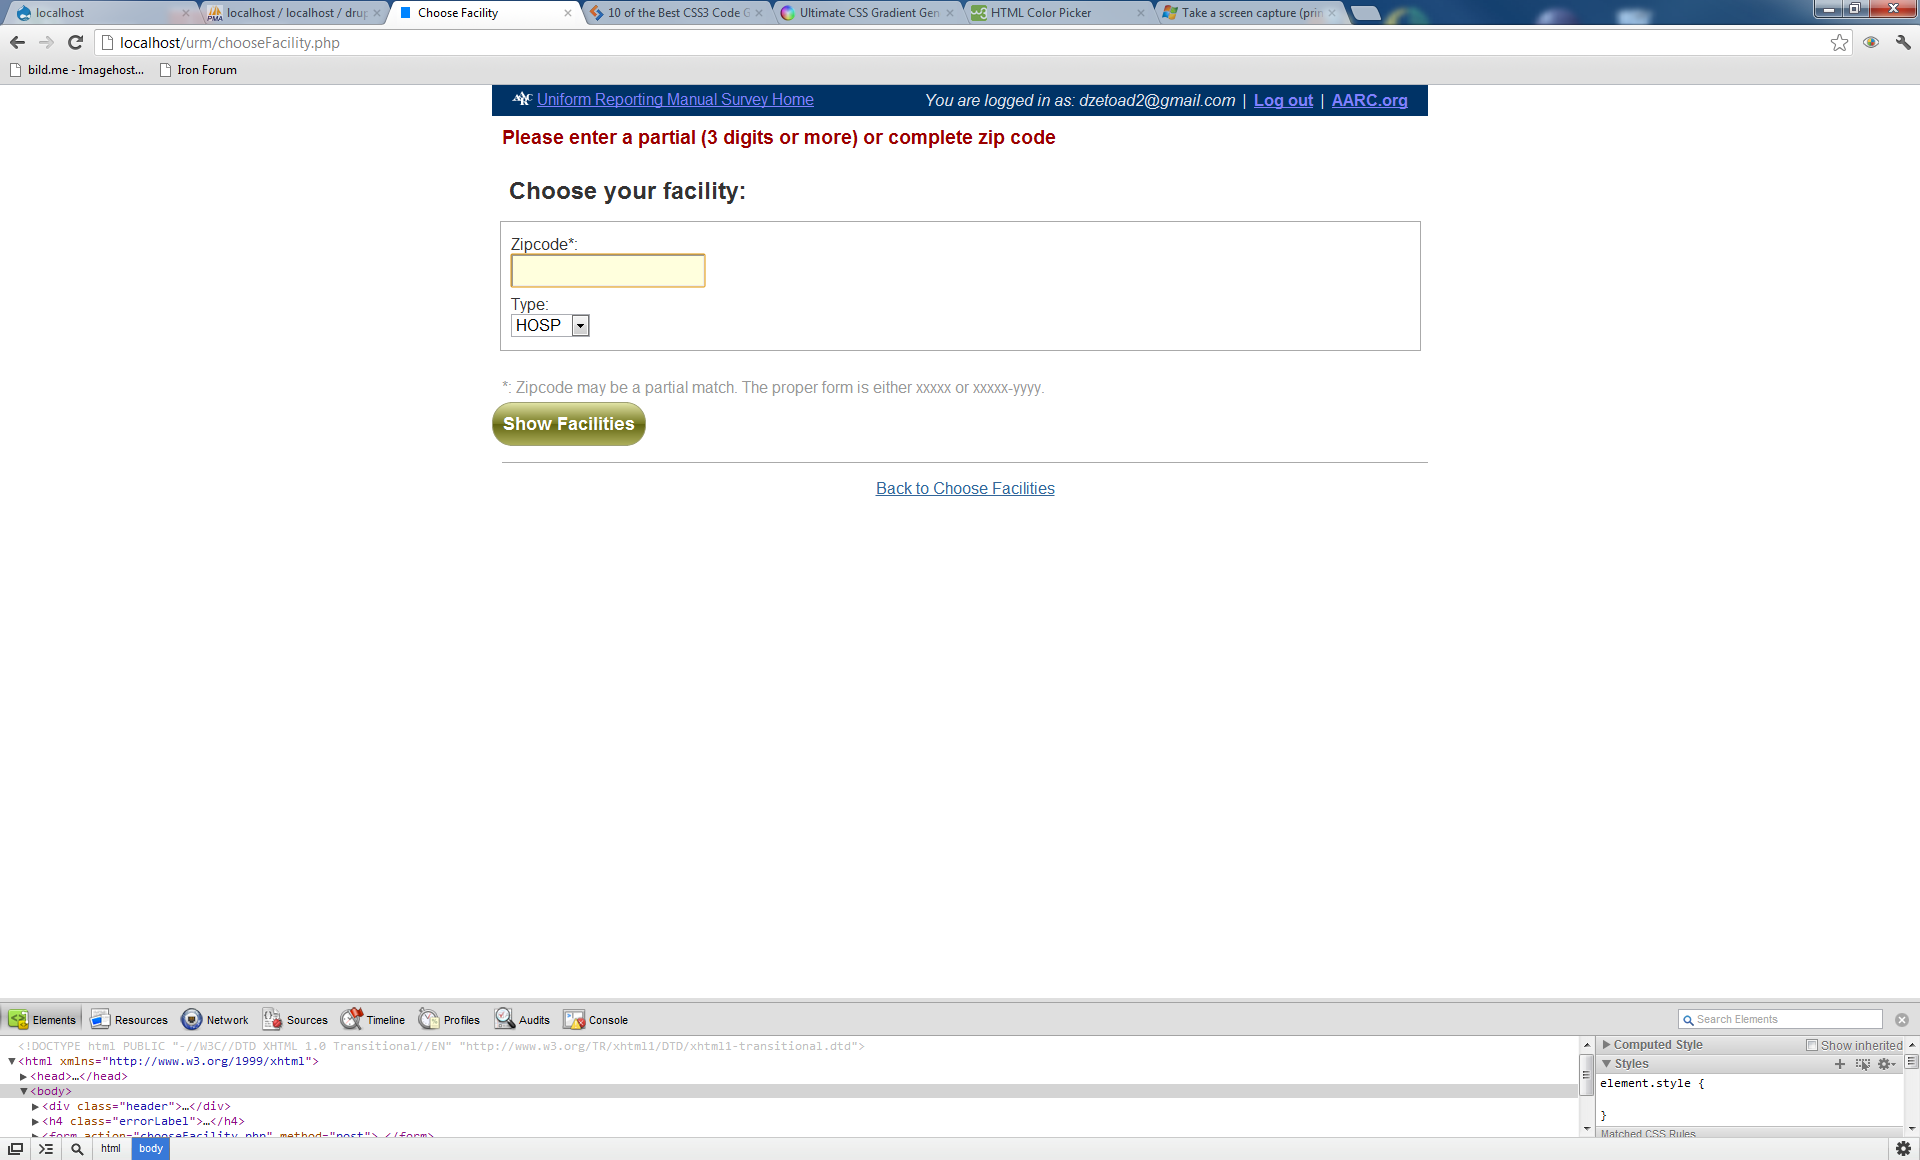 localhost
localhost / localhost / drup
Choose Facility
10 of the Best CSS3 Code G
Ultimate CSS Gradient Gen
HTML Color Picker
Take a screen capture (prin
localhost/urm/chooseFacility.php
bild.me - Imagehost...
Iron Forum
Uniform Reporting Manual Survey Home
You are logged in as: dzetoad2@gmail.com | Log out | AARC.org
Please enter a partial (3 digits or more) or complete zip code
Choose your facility:
Zipcode*:
Type:
HOSP
*: Zipcode may be a partial match. The proper form is either xxxxx or xxxxx-yyyy.
Show Facilities
Back to Choose Facilities
Elements Resources Network Sources Timeline Profiles Audits Console
Search Elements
<!DOCTYPE html PUBLIC "-//W3C//DTD XHTML 1.0 Transitional//EN" "http://www.w3.org/TR/xhtml1/DTD/xhtml1-transitional.dtd">
<html xmlns="http://www.w3.org/1999/xhtml">
<head>…</head>
<body>
<div class="header">…</div>
<h4 class="errorLabel">…</h4>
<form action="chooseFacility.php" method="post">…</form>
Computed Style
Show inherited
Styles
element.style {
}
Matched CSS Rules
html
body